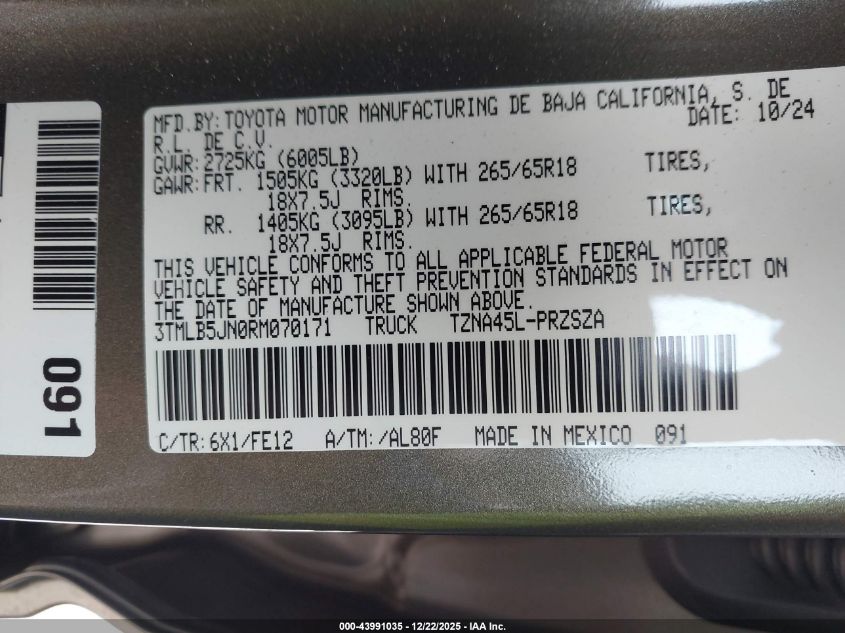 MFD.BY: TOYOTA MOTOR MANUFACTURING DE BAJA CALIFORNIA, S. DE
R.L. DE C.V. DATE: 10/24
GVWR: 2725KG (6005LB)
GAWR: FRT. 1505KG (3320LB) WITH 265/65R18 TIRES,
18X7.5J RIMS.
RR. 1405KG (3095LB) WITH 265/65R18 TIRES,
18X7.5J RIMS.
THIS VEHICLE CONFORMS TO ALL APPLICABLE FEDERAL MOTOR
VEHICLE SAFETY AND THEFT PREVENTION STANDARDS IN EFFECT ON
THE DATE OF MANUFACTURE SHOWN ABOVE.
3TMLB5JN0RM070171 TRUCK TZNA45L-PRZSZA
C/TR: 6X1/FE12 A/TM: /AL80F MADE IN MEXICO 091
091
000-43991035 - 12/22/2025 - IAA Inc.